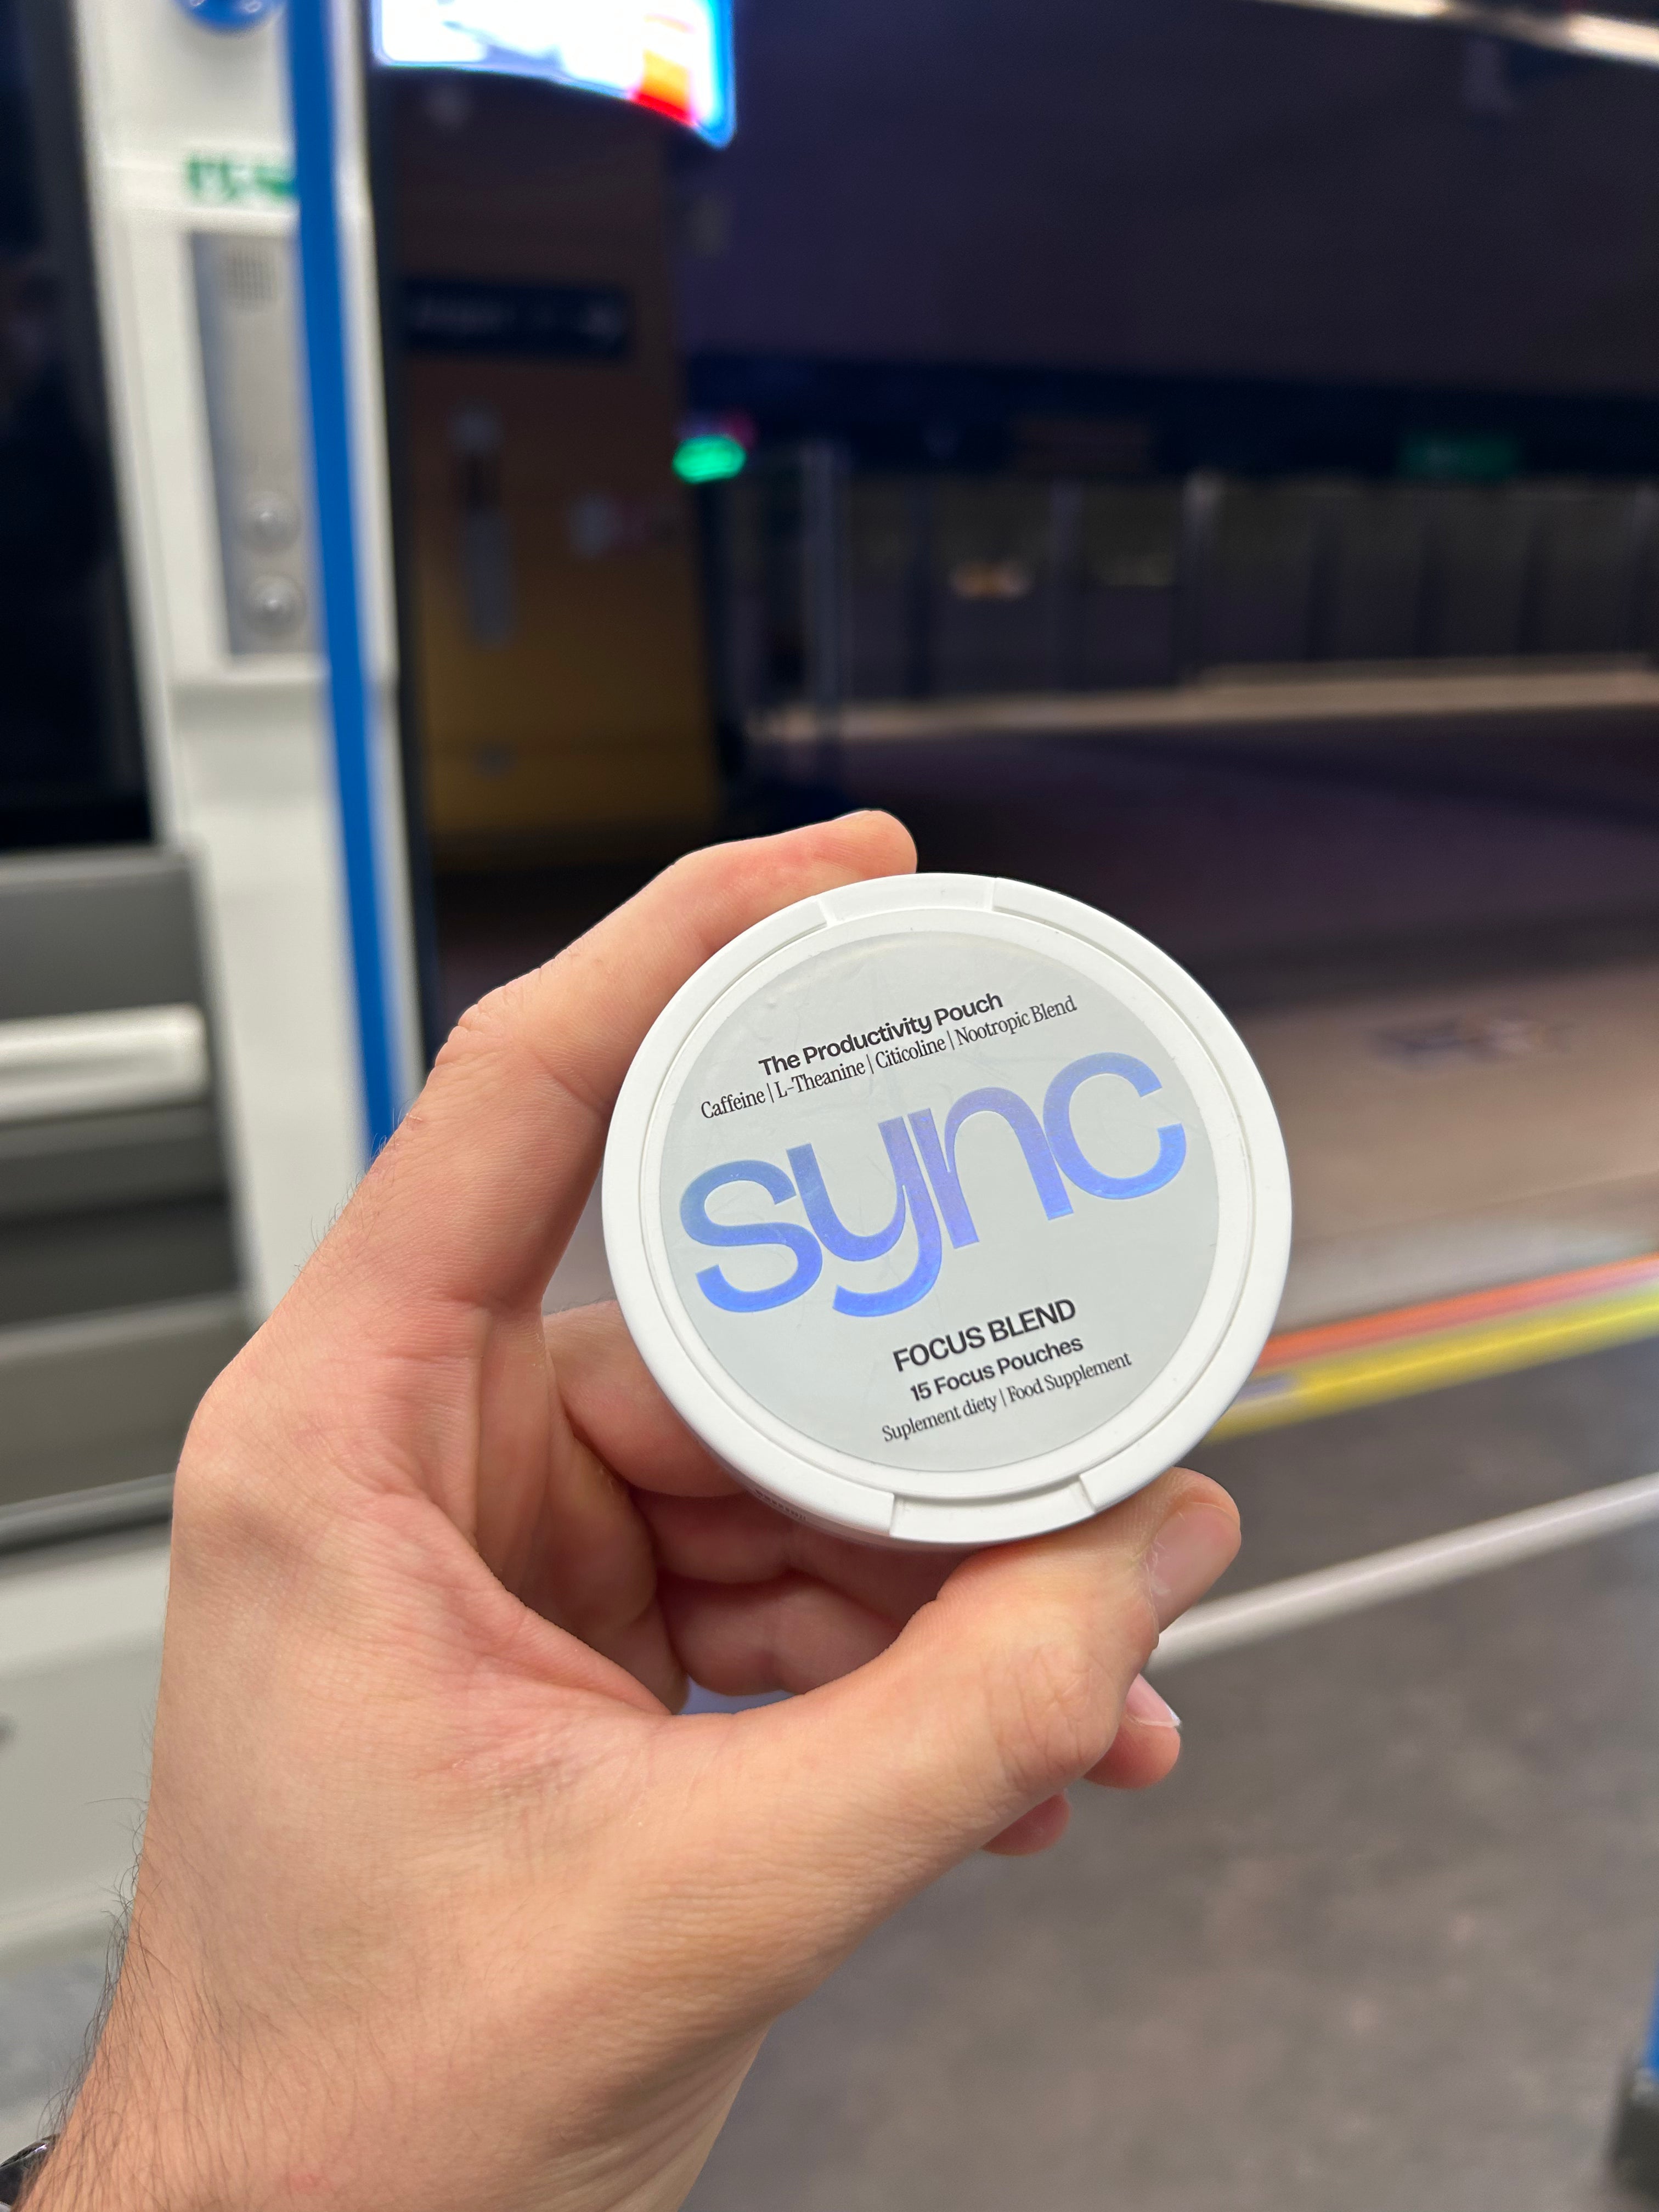 The Productivity Pouch
Caffeine | L-Theanine | Citicoline | Nootropic Blend
sync
FOCUS BLEND
15 Focus Pouches
Suplement diety | Food Supplement